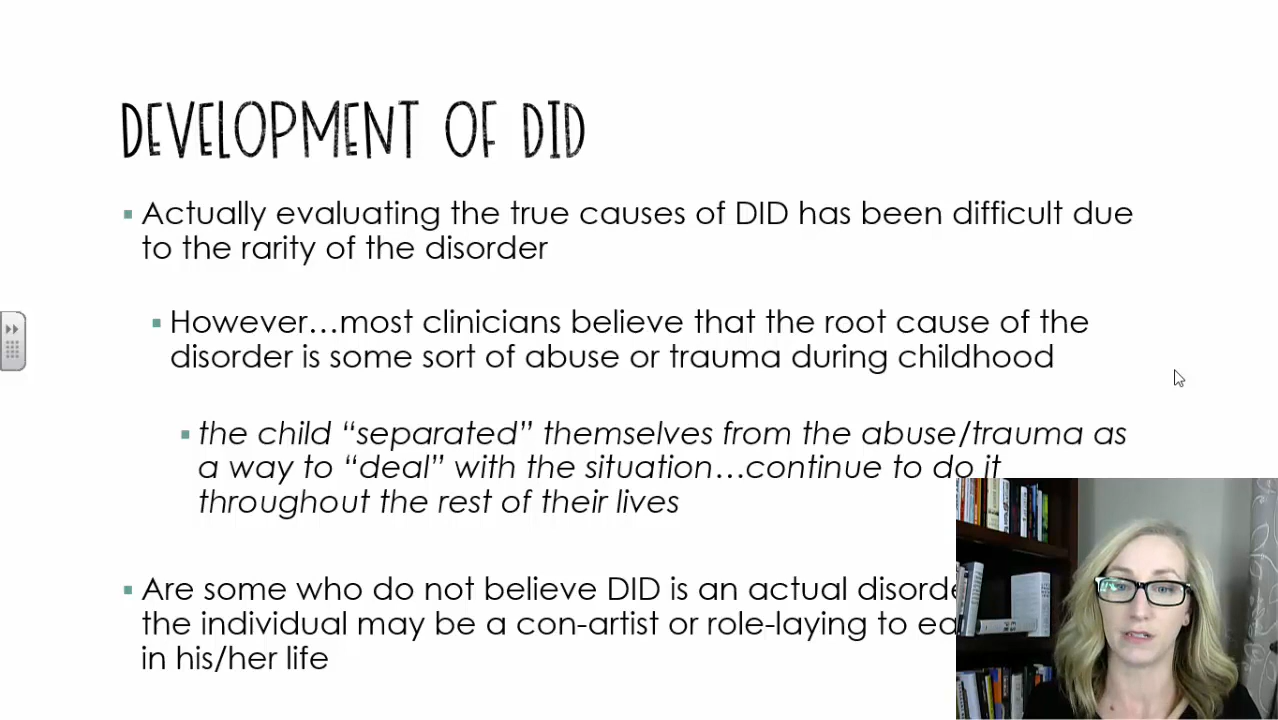 DEVELOPMENT OF DID
Actually evaluating the true causes of DID has been difficult due
to the rarity of the disorder
However…most clinicians believe that the root cause of the
disorder is some sort of abuse or trauma during childhood
the child “separated” themselves from the abuse/trauma as
a way to “deal” with the situation…continue to do it
throughout the rest of their lives
Are some who do not believe DID is an actual
the individual may be a con-artist or role-laying to
in his/her life